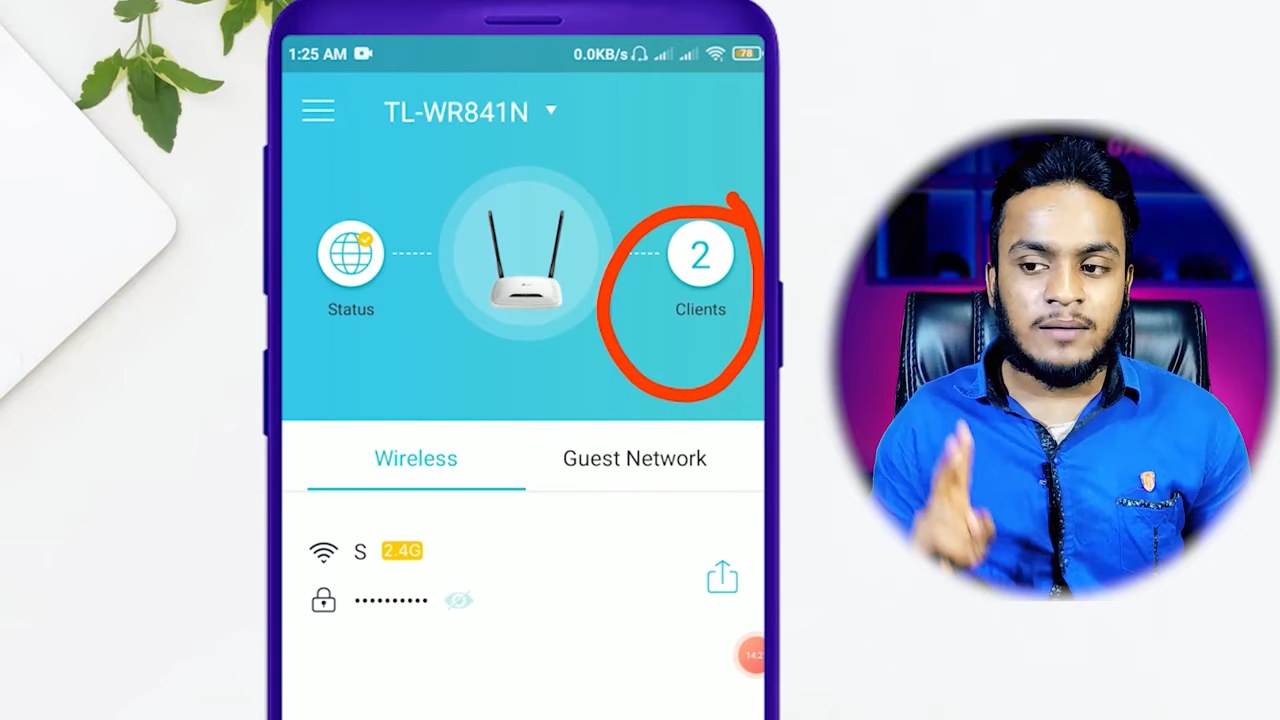 1:25 AM 0.0KB/s 78
TL-WR841N
2
Status Clients
Wireless Guest Network
S 2.4G
••••••••••